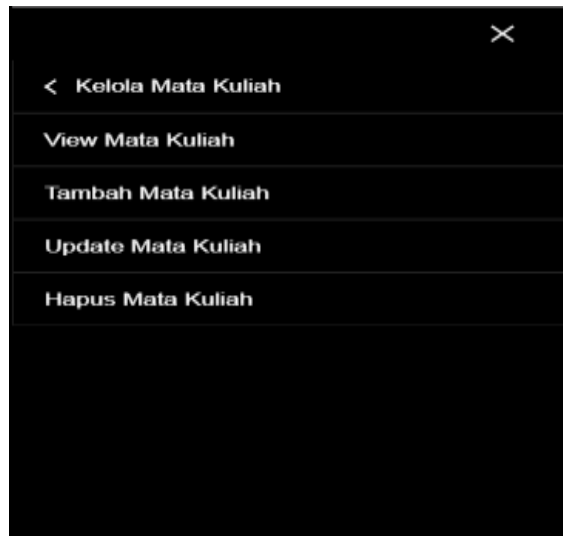 < Kelola Mata Kuliah
View Mata Kuliah
Tambah Mata Kuliah
Update Mata Kuliah
Hapus Mata Kuliah